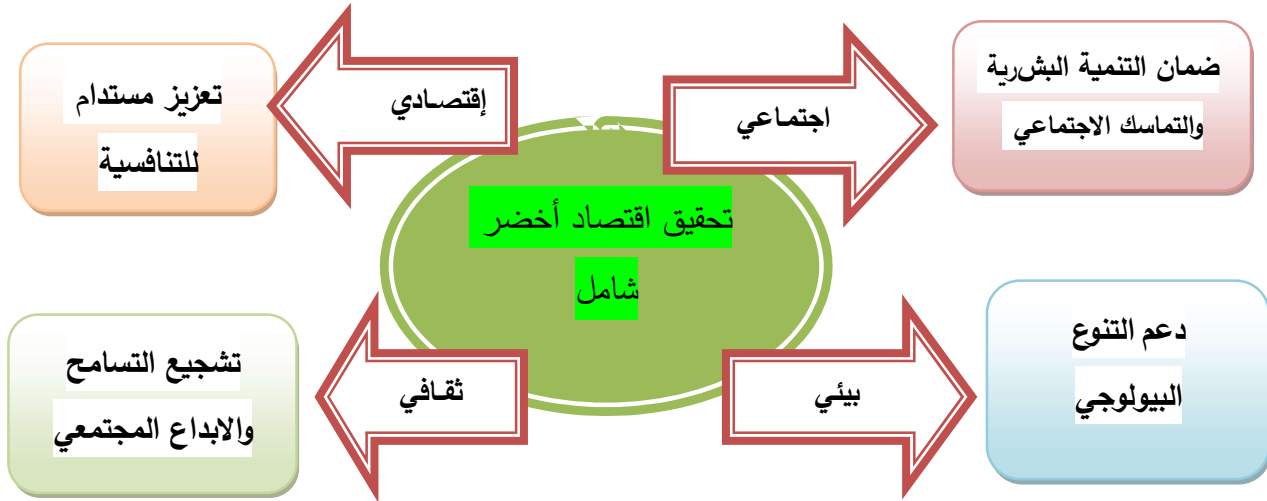 ضمان التنمية البشرية
والتماسك الاجتماعي
اجتماعي
إقتصادي
تعزيز مستدام
للتنافسية
تحقيق اقتصاد أخضر
شامل
دعم التنوع
البيولوجي
بيئي
ثقافي
تشجيع التسامح
والابداع المجتمعي